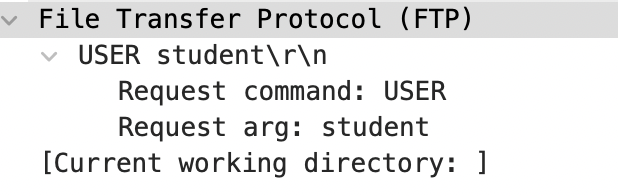 File Transfer Protocol (FTP)
USER student\r\n
Request command: USER
Request arg: student
[Current working directory: ]